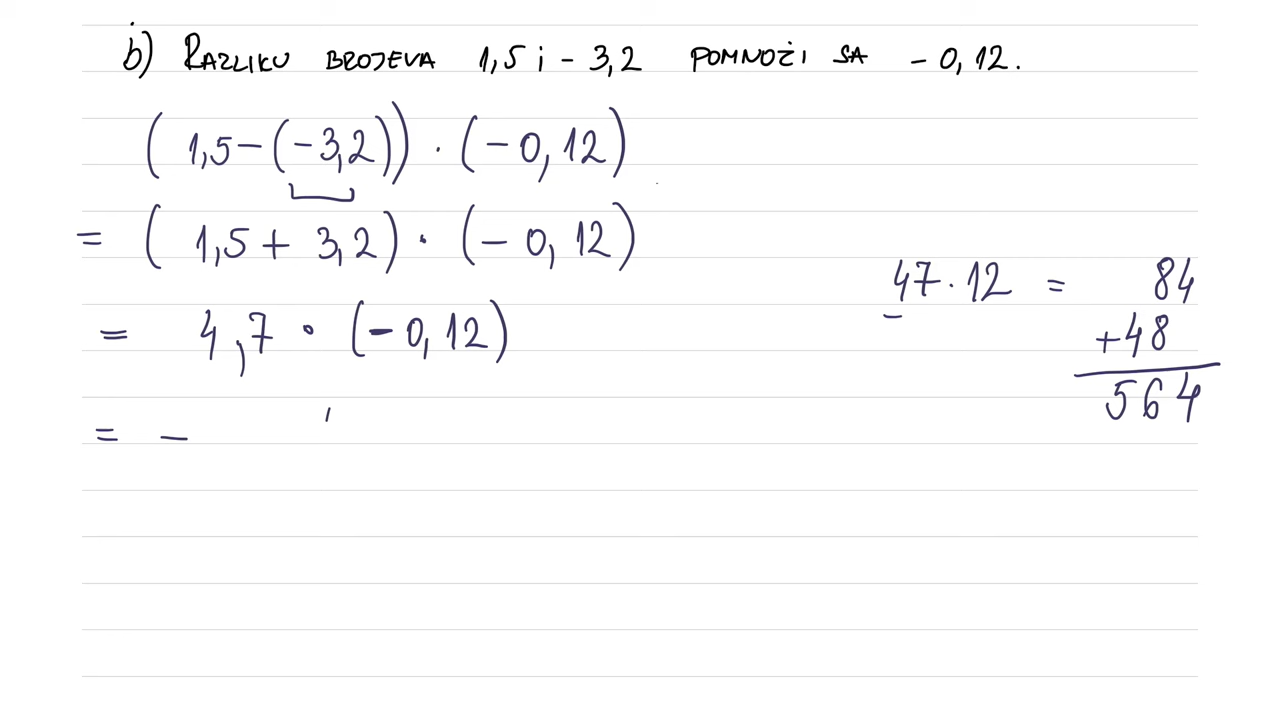 b) RAZLIKU BROJEVA 1,5 i - 3,2 POMNOŽI SA - 0,12.
(1,5-(-3,2)) · (-0,12)
= (1,5 + 3,2) · (-0,12)
= 4,7 · (-0,12)
= -
47 · 12 = 84
+48
564